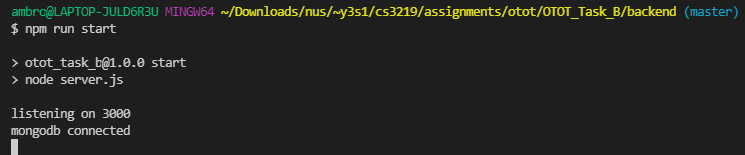 ambrc@LAPTOP-JULD6R3U MINGW64 ~/Downloads/nus/~y3s1/cs3219/assignments/otot/OTOT_Task_B/backend (master)
$ npm run start
> otot_task_b@1.0.0 start
> node server.js
listening on 3000
mongodb connected